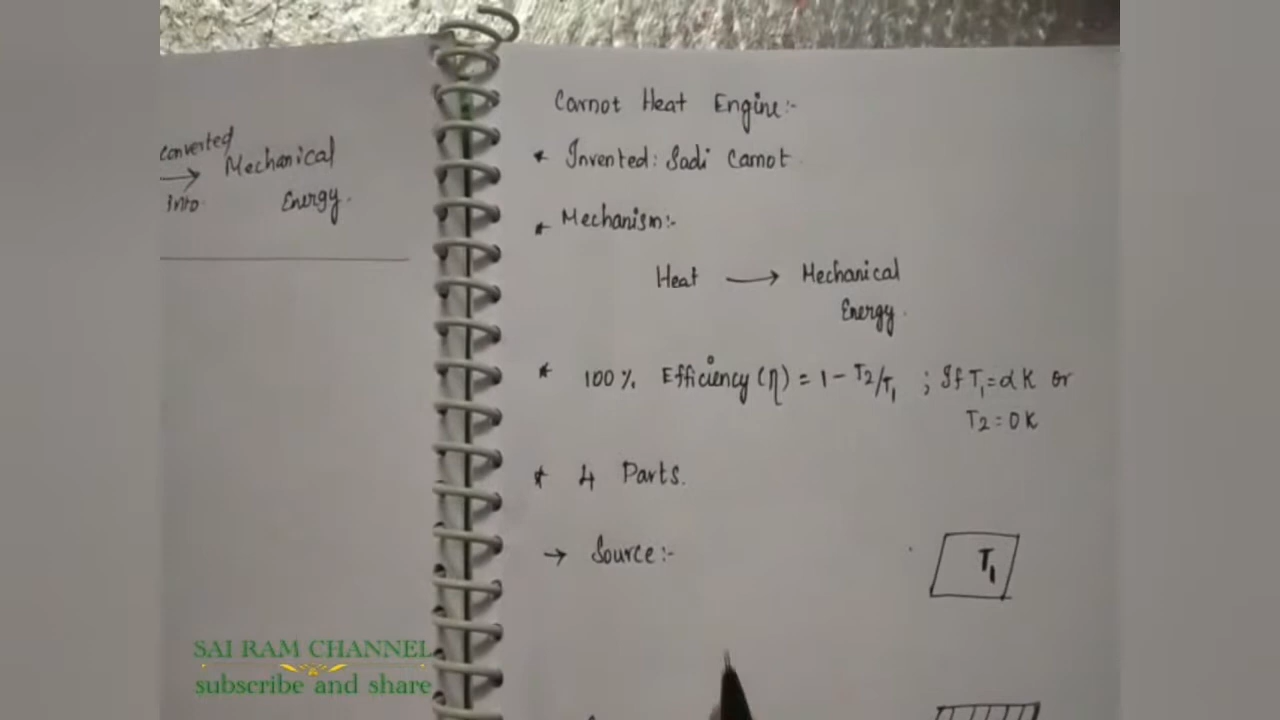 converted
→ Mechanical
into Energy.
Carnot Heat Engine:-
* Invented: Sadi Carnot
* Mechanism:-
Heat → Mechanical
Energy.
* 100% Efficiency (η) = 1 - T2/T1 ; If T1 = α K or
T2 = 0 K
* 4 Parts.
→ Source:-
T1
SAI RAM CHANNEL
subscribe and share